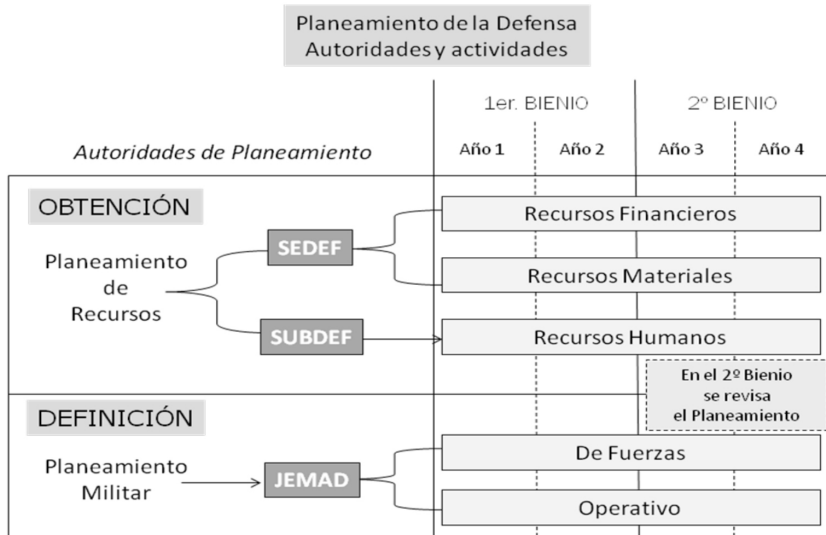 Planeamiento de la Defensa
Autoridades y actividades
1er. BIENIO
2º BIENIO
Autoridades de Planeamiento
Año 1
Año 2
Año 3
Año 4
OBTENCIÓN
Recursos Financieros
SEDEF
Planeamiento
de
Recursos
Recursos Materiales
SUBDEF
Recursos Humanos
En el 2º Bienio
se revisa
el Planeamiento
DEFINICIÓN
De Fuerzas
Planeamiento
Militar
JEMAD
Operativo